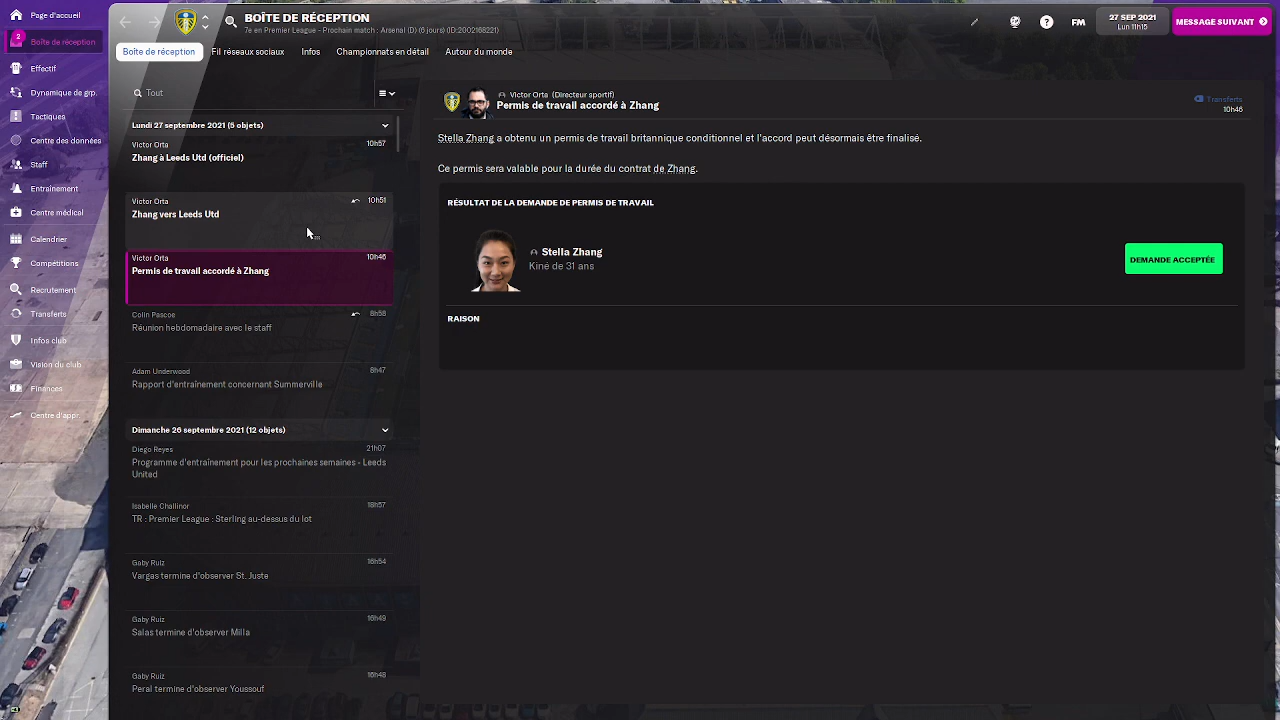 Accueil
BOÎTE DE RÉCEPTION
7e en Premier League - Prochain match : Arsenal (D) (6 jours) (ID:2002168221)
FM
27 SEP 2021
Lun 11h15
MESSAGE SUIVANT
2
Boîte de réception
Effectif
Dynamique de grp.
Tactiques
Centre des données
Staff
Entraînement
Centre médical
Calendrier
Compétitions
Recrutement
Transferts
Infos club
Vision du club
Finances
Centre d'appr.
Boîte de réception
Fil réseaux sociaux
Infos
Championnats en détail
Autour du monde
Tout
Lundi 27 septembre 2021 (5 objets)
Victor Orta 10h57
Zhang à Leeds Utd (officiel)
Victor Orta 10h51
Zhang vers Leeds Utd
Victor Orta 10h46
Permis de travail accordé à Zhang
Colin Pascoe 8h58
Réunion hebdomadaire avec le staff
Adam Underwood 8h47
Rapport d'entraînement concernant Summerville
Dimanche 26 septembre 2021 (12 objets)
Diego Reyes 21h07
Programme d'entraînement pour les prochaines semaines - Leeds
United
Isabelle Challinor 18h57
TR : Premier League : Sterling au-dessus du lot
Gaby Ruiz 16h54
Vargas termine d'observer St. Juste
Gaby Ruiz 16h49
Salas termine d'observer Milla
Gaby Ruiz 16h48
Peral termine d'observer Youssouf
Victor Orta (Directeur sportif)
Permis de travail accordé à Zhang
Transferts
10h46
Stella Zhang a obtenu un permis de travail britannique conditionnel et l'accord peut désormais être finalisé.
Ce permis sera valable pour la durée du contrat de Zhang.
RÉSULTAT DE LA DEMANDE DE PERMIS DE TRAVAIL
Stella Zhang
Kiné de 31 ans
DEMANDE ACCEPTÉE
RAISON